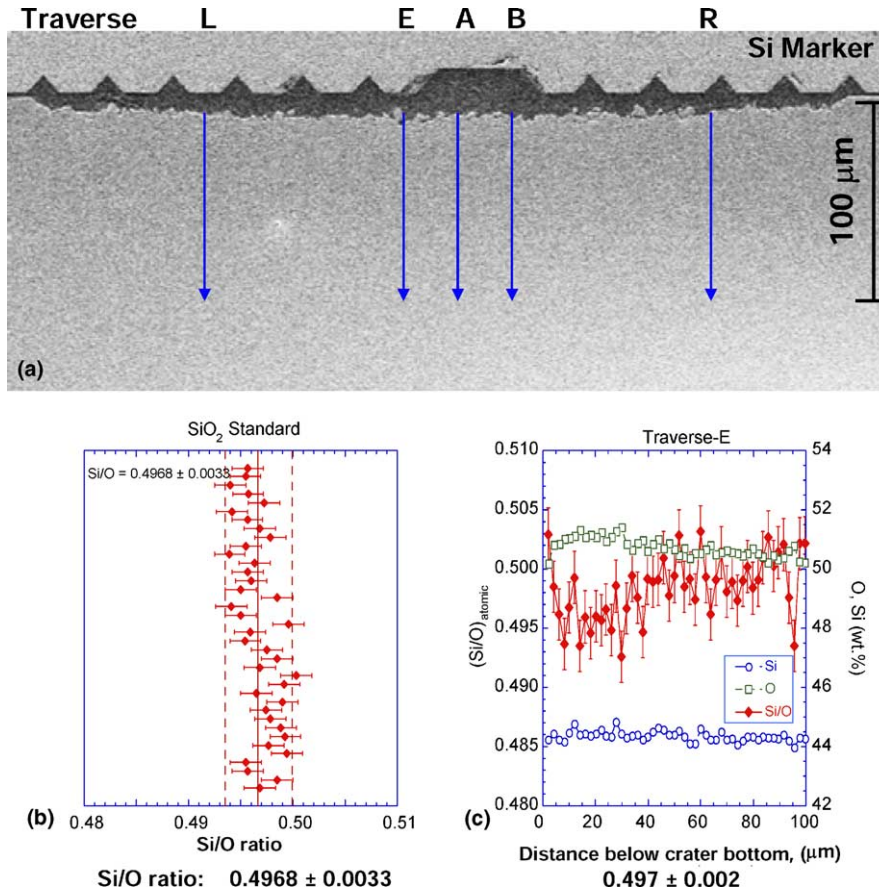 Traverse L E A B R
Si Marker
100 μm
(a)
SiO2 Standard
Si/O = 0.4968 ± 0.0033
0.48 0.49 0.50 0.51
Si/O ratio
(b)
Si/O ratio: 0.4968 ± 0.0033
Traverse-E
0.510
0.505
0.500
0.495
0.490
0.485
0.480
(Si/O)atomic
54
52
50
48
46
44
42
O, Si (wt.%)
Si
O
Si/O
0 20 40 60 80 100
(c)
Distance below crater bottom, (μm)
0.497 ± 0.002